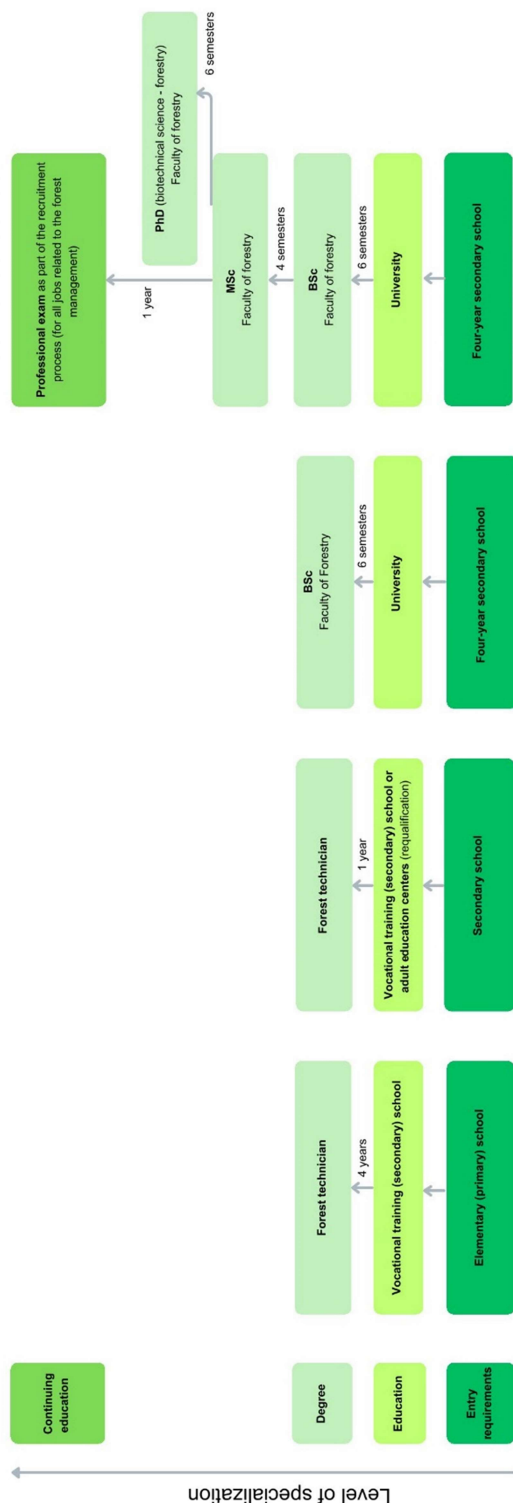 Level of specialization
Continuing
education
Degree
Education
Entry
requirements
Forest technician
4 years
Vocational training (secondary) school
Elementary (primary) school
Forest technician
1 year
Vocational training (secondary) school or
adult education centers (requalification)
Secondary school
BSc
Faculty of Forestry
6 semesters
University
Four-year secondary school
Professional exam as part of the recruitment
process (for all jobs related to the forest
management)
1 year
PhD (biotechnical science - forestry)
Faculty of forestry
6 semesters
MSc
Faculty of forestry
4 semesters
BSc
Faculty of forestry
6 semesters
University
Four-year secondary school